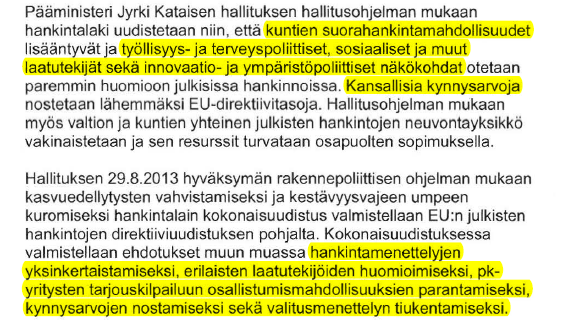 Pääministeri Jyrki Kataisen hallituksen hallitusohjelman mukaan
hankintalaki uudistetaan niin, että kuntien suorahankintamahdollisuudet
lisääntyvät ja työllisyys- ja terveyspoliittiset, sosiaaliset ja muut
laatutekijät sekä innovaatio- ja ympäristöpoliittiset näkökohdat otetaan
paremmin huomioon julkisissa hankinnoissa. Kansallisia kynnysarvoja
nostetaan lähemmäksi EU-direktiivitasoja. Hallitusohjelman mukaan
myös valtion ja kuntien yhteinen julkisten hankintojen neuvontayksikkö
vakinaistetaan ja sen resurssit turvataan osapuolten sopimuksella.
Hallituksen 29.8.2013 hyväksymän rakennepoliittisen ohjelman mukaan
kasvuedellytysten vahvistamiseksi ja kestävyysvajeen umpeen
kuromiseksi hankintalain kokonaisuudistus valmistellaan EU:n julkisten
hankintojen direktiiviuudistuksen pohjalta. Kokonaisuudistuksessa
valmistellaan ehdotukset muun muassa hankintamenettelyjen
yksinkertaistamiseksi, erilaisten laatutekijöiden huomioimiseksi, pk-
yritysten tarjouskilpailuun osallistumismahdollisuuksien parantamiseksi,
kynnysarvojen nostamiseksi sekä valitusmenettelyn tiukentamiseksi.